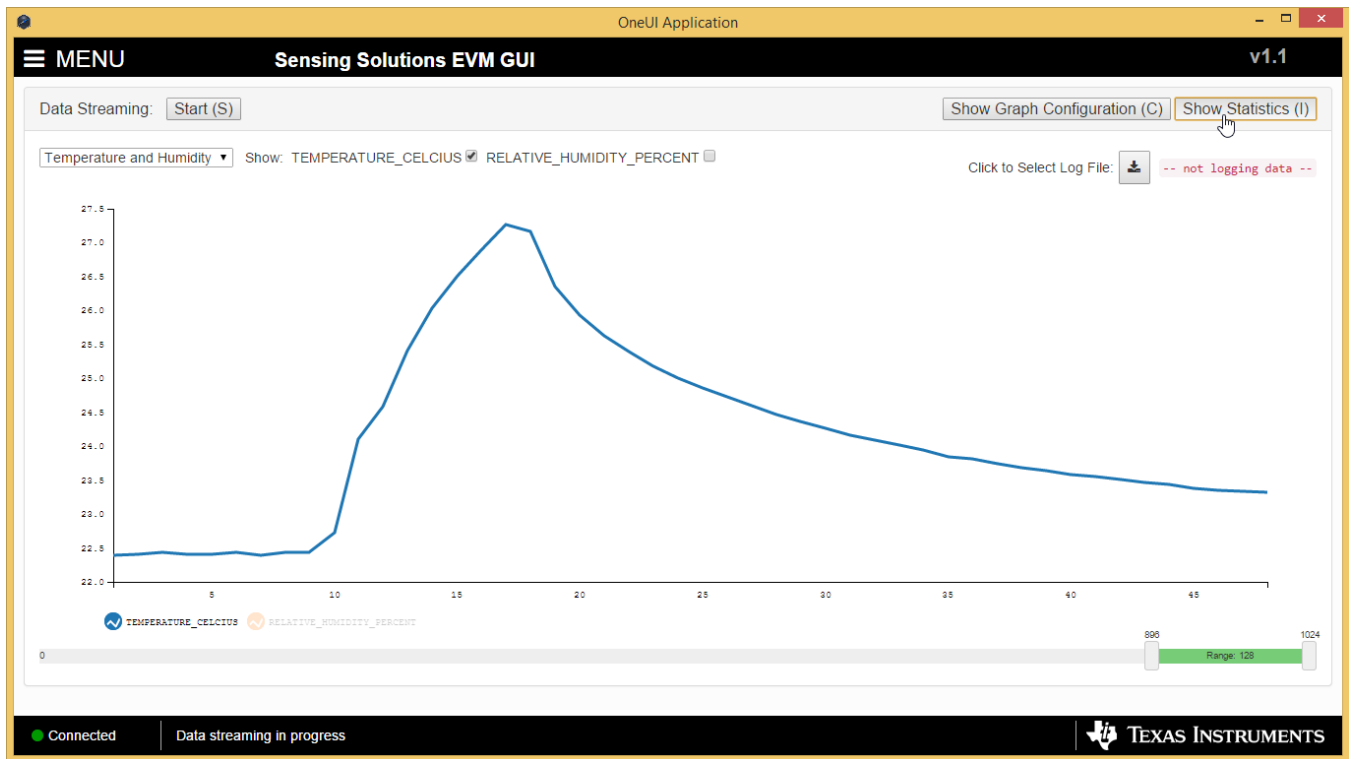 OneUI Application
MENU Sensing Solutions EVM GUI v1.1
Data Streaming: Start (S) Show Graph Configuration (C) Show Statistics (I)
Temperature and Humidity Show: TEMPERATURE_CELCIUS RELATIVE_HUMIDITY_PERCENT
Click to Select Log File: -- not logging data --
27.5
27.0
26.5
26.0
25.5
25.0
24.5
24.0
23.5
23.0
22.5
22.0
5 10 15 20 25 30 35 40 45
TEMPERATURE_CELCIUS RELATIVE_HUMIDITY_PERCENT
896 1024
0 Range: 128
Connected Data streaming in progress TEXAS INSTRUMENTS